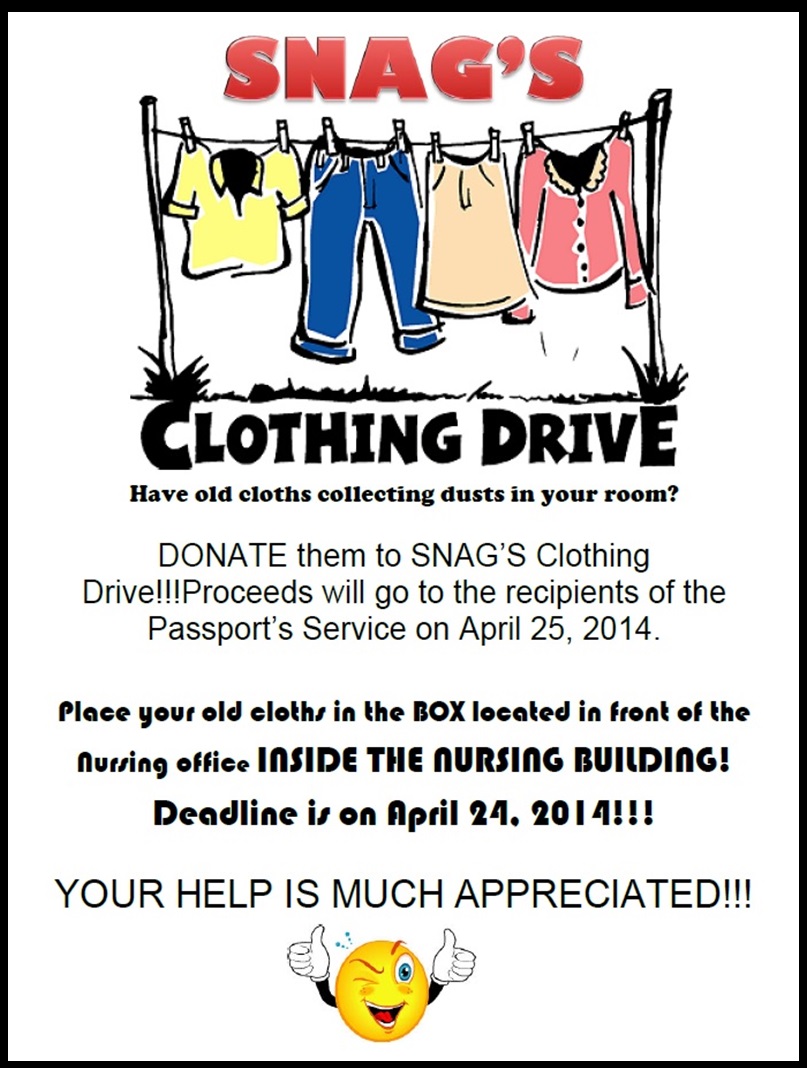 SNAG'S
CLOTHING DRIVE
Have old cloths collecting dusts in your room?
DONATE them to SNAG'S Clothing
Drive!!!Proceeds will go to the recipients of the
Passport's Service on April 25, 2014.
Place your old cloths in the BOX located in front of the
Nursing office INSIDE THE NURSING BUILDING!
Deadline is on April 24, 2014!!!
YOUR HELP IS MUCH APPRECIATED!!!